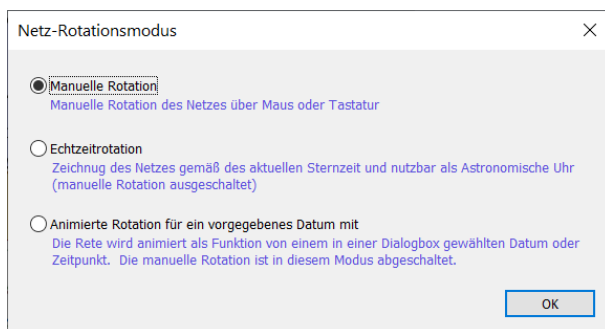 Netz-Rotationsmodus
Manuelle Rotation
Manuelle Rotation des Netzes über Maus oder Tastatur
Echtzeitrotation
Zeichnug des Netzes gemäß des aktuellen Sternzeit und nutzbar als Astronomische Uhr
(manuelle Rotation ausgeschaltet)
Animierte Rotation für ein vorgegebenes Datum mit
Die Rete wird animiert als Funktion von einem in einer Dialogbox gewählten Datum oder
Zeitpunkt.  Die manuelle Rotation ist in diesem Modus abgeschaltet.
OK